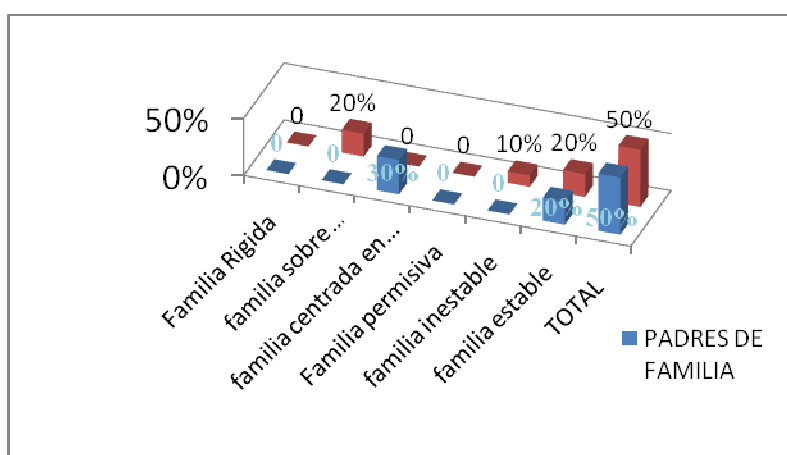 50%
0%
0
20%
0
0
10%
20%
50%
0
0
30%
0
0
20%
50%
Familia Rigida
familia sobre...
familia centrada en...
Familia permisiva
familia inestable
familia estable
TOTAL
PADRES DE
FAMILIA